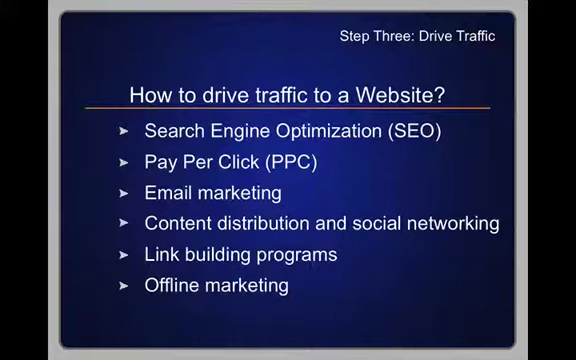 Step Three: Drive Traffic
How to drive traffic to a Website?
➤ Search Engine Optimization (SEO)
➤ Pay Per Click (PPC)
➤ Email marketing
➤ Content distribution and social networking
➤ Link building programs
➤ Offline marketing